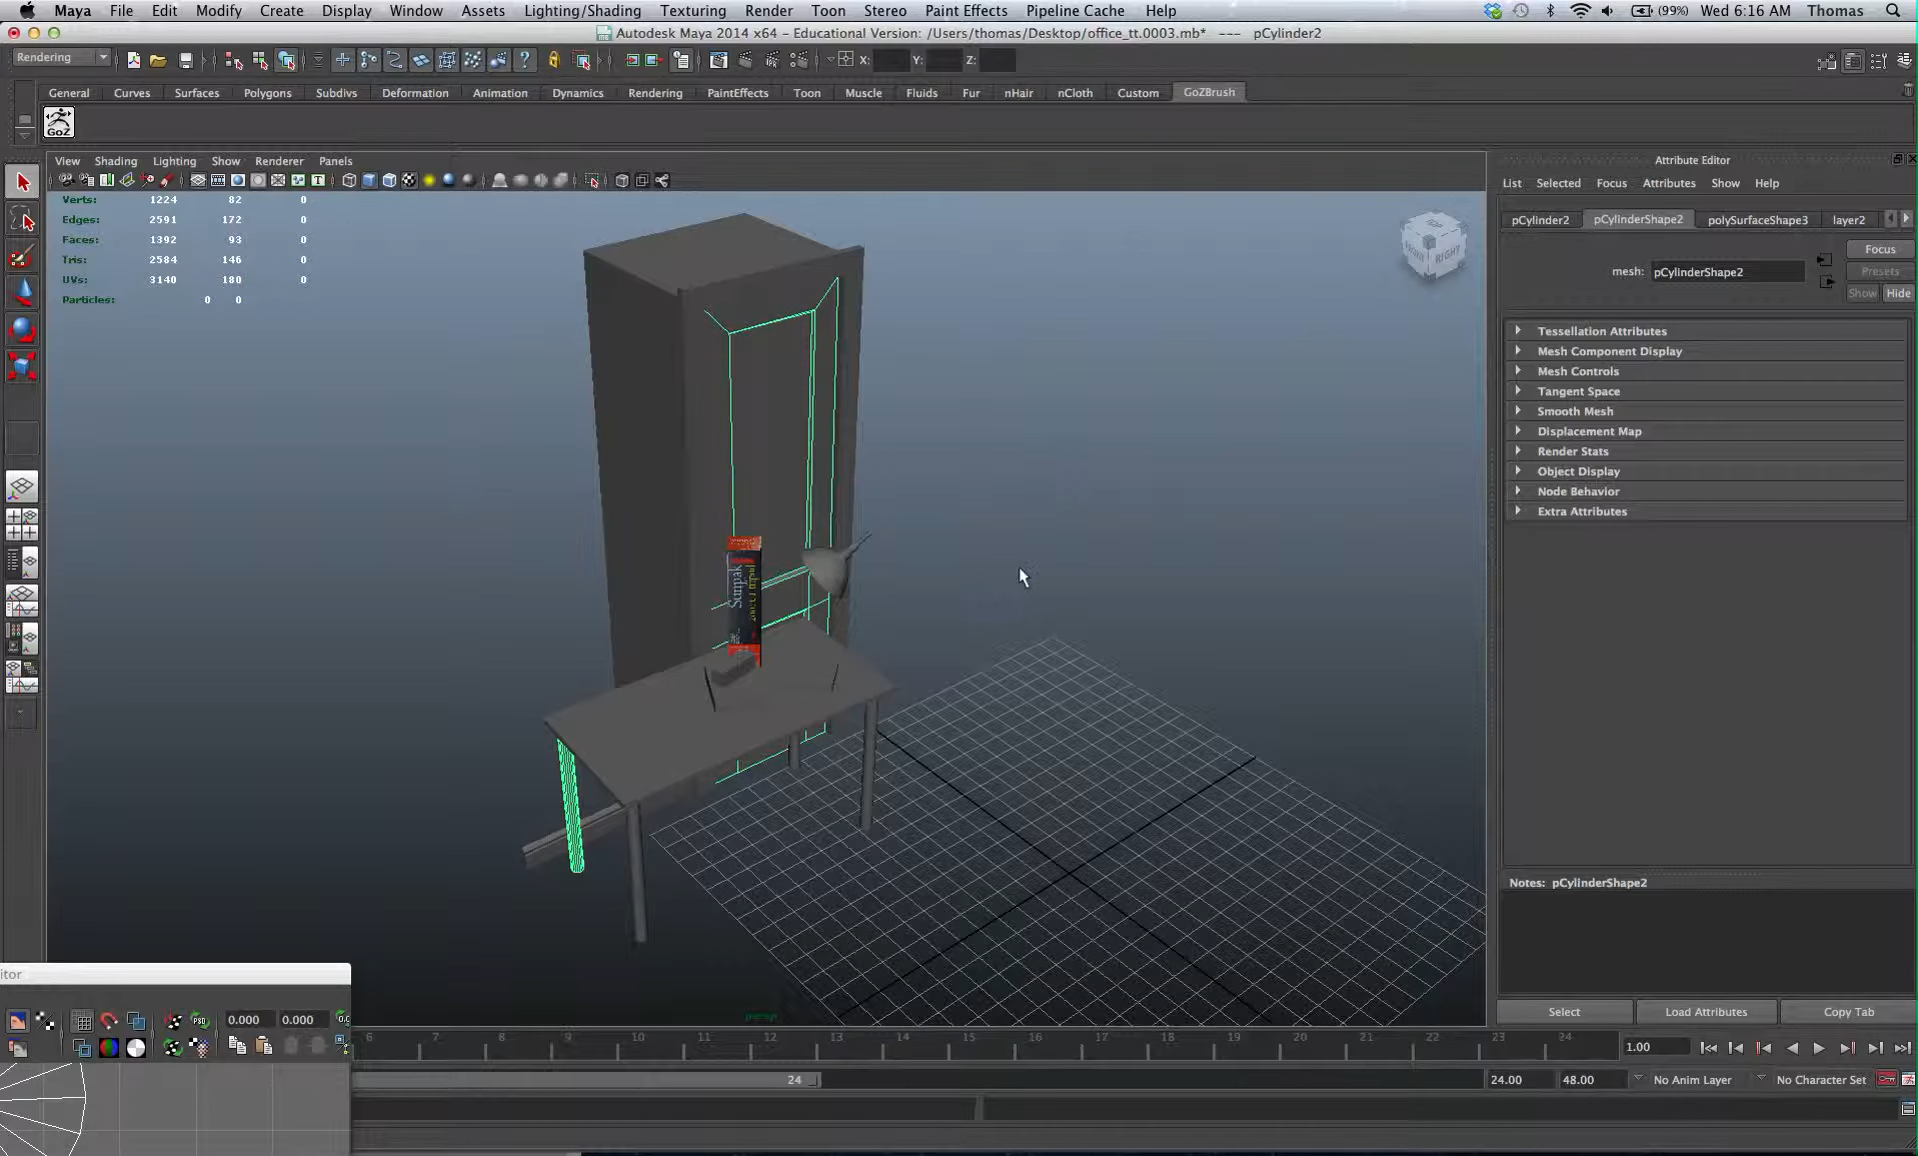 Maya File Edit Modify Create Display Window Assets Lighting/Shading Texturing Render Toon Stereo Paint Effects Pipeline Cache Help (99%) Wed 6:16 AM Thomas
Autodesk Maya 2014 x64 – Educational Version: /Users/thomas/Desktop/office_tt.0003.mb* --- pCylinder2
Rendering X: Y: Z:
General Curves Surfaces Polygons Subdivs Deformation Animation Dynamics Rendering PaintEffects Toon Muscle Fluids Fur nHair nCloth Custom GoZBrush
GoZ
View Shading Lighting Show Renderer Panels
Verts: 1224 82 0
Edges: 2591 172 0
Faces: 1392 93 0
Tris: 2584 146 0
UVs: 3140 180 0
Particles: 0 0
RIGHT
Sunpak
persp
Attribute Editor
List Selected Focus Attributes Show Help
pCylinder2 pCylinderShape2 polySurfaceShape3 layer2
mesh: pCylinderShape2
Focus
Presets
Show Hide
Tessellation Attributes
Mesh Component Display
Mesh Controls
Tangent Space
Smooth Mesh
Displacement Map
Render Stats
Object Display
Node Behavior
Extra Attributes
Notes: pCylinderShape2
Select Load Attributes Copy Tab
itor
PSD 0.000 0.000
6 7 8 9 10 11 12 13 14 15 16 17 18 19 20 21 22 23 24
1.00
24
24.00 48.00 No Anim Layer No Character Set